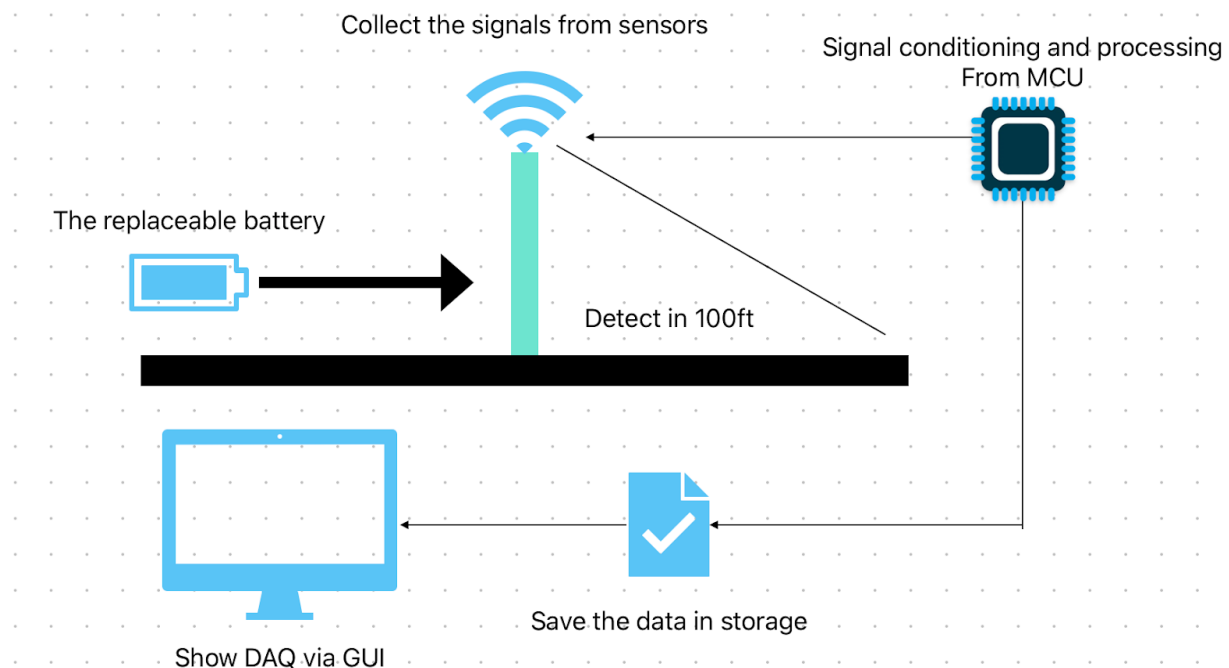 Collect the signals from sensors
Signal conditioning and processing
From MCU
The replaceable battery
Detect in 100ft
Save the data in storage
Show DAQ via GUI